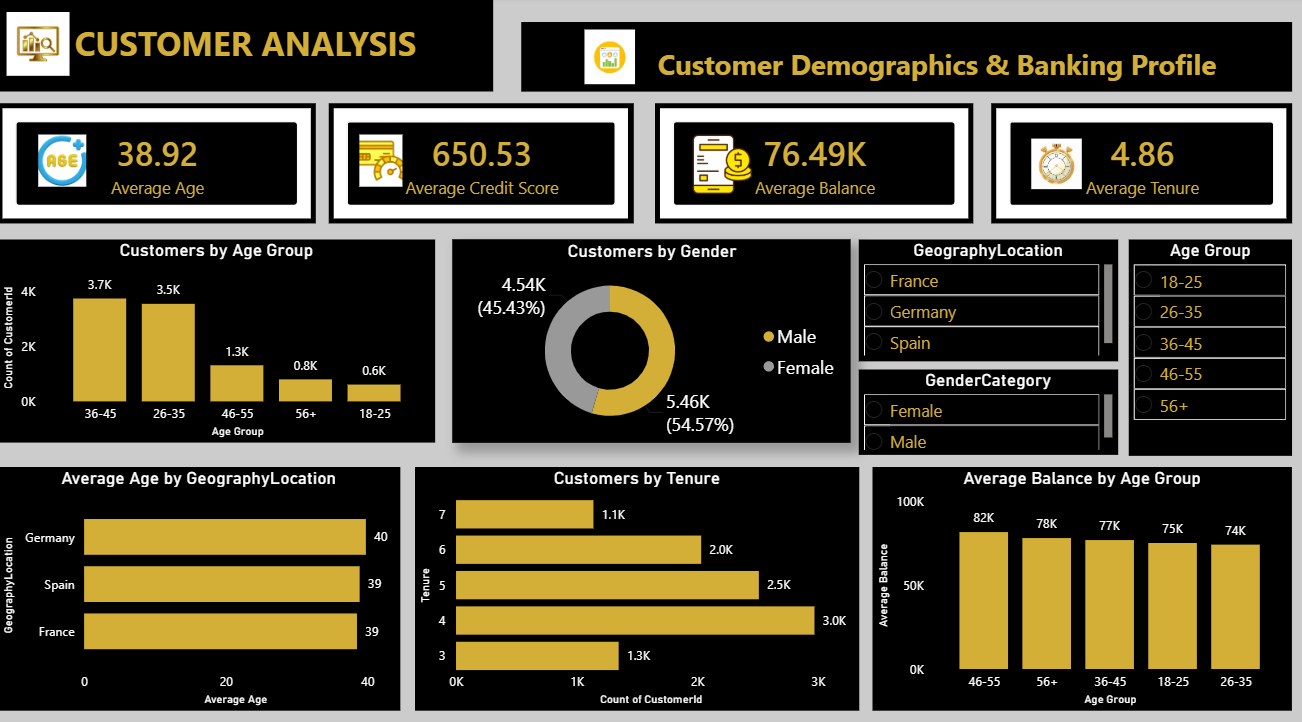 CUSTOMER ANALYSIS
Customer Demographics & Banking Profile
AGE
38.92
Average Age
650.53
Average Credit Score
$
76.49K
Average Balance
4.86
Average Tenure
Customers by Age Group
Count of CustomerId
4K
2K
0K
3.7K
3.5K
1.3K
0.8K
0.6K
36-45
26-35
46-55
56+
18-25
Age Group
Customers by Gender
4.54K
(45.43%)
5.46K
(54.57%)
Male
Female
GeographyLocation
France
Germany
Spain
GenderCategory
Female
Male
Age Group
18-25
26-35
36-45
46-55
56+
Average Age by GeographyLocation
GeographyLocation
Germany
40
Spain
39
France
39
0
20
40
Average Age
Customers by Tenure
Tenure
7
1.1K
6
2.0K
5
2.5K
4
3.0K
3
1.3K
0K
1K
2K
3K
Count of CustomerId
Average Balance by Age Group
Average Balance
100K
50K
0K
82K
78K
77K
75K
74K
46-55
56+
36-45
18-25
26-35
Age Group